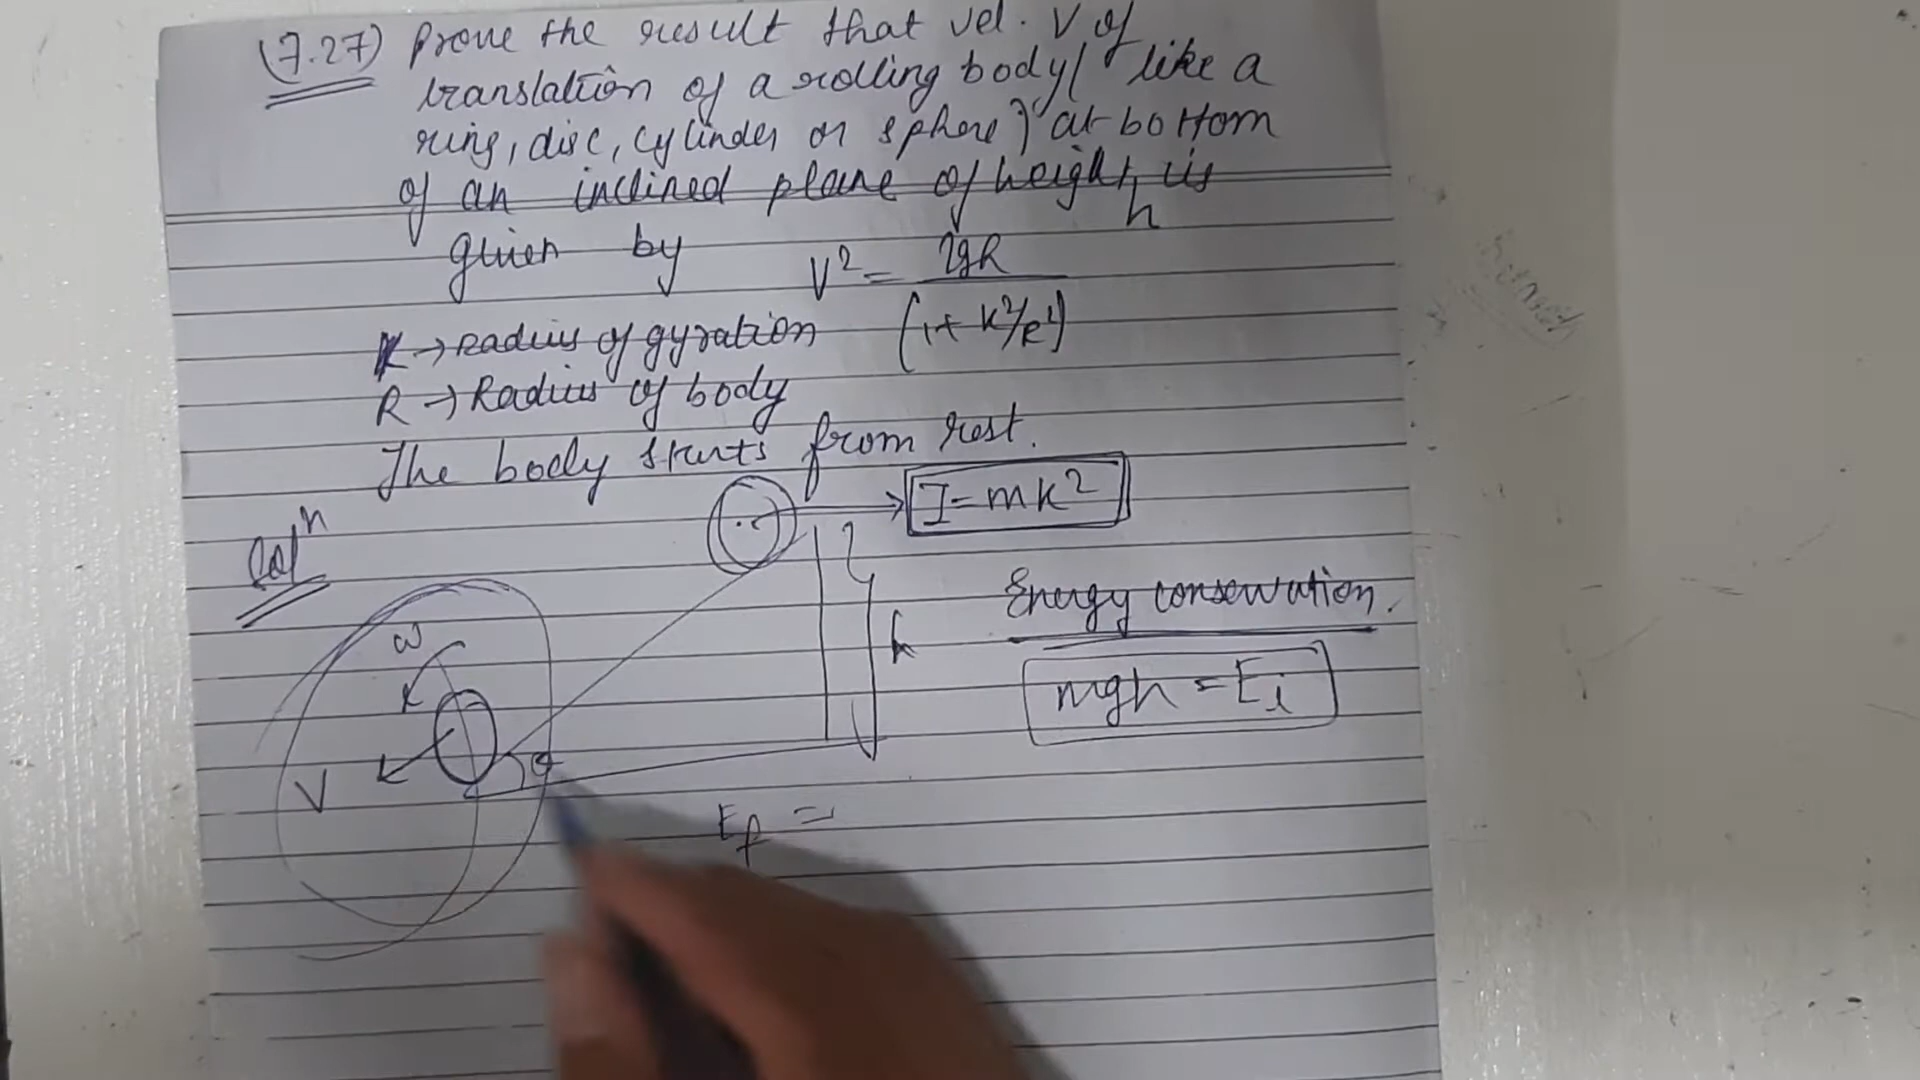 (7.27) Prove the result that vel. V of
translation of a rolling body (like a
ring, disc, cylinder or sphere) at bottom
of an inclined plane of height h is
given by V² = 2gh / (1 + k²/R²)
K → radius of gyration
R → Radius of body
The body starts from rest.
Solⁿ
I = mk²
h
Energy conservation.
mgh = Ei
ω
V
θ
Ef =